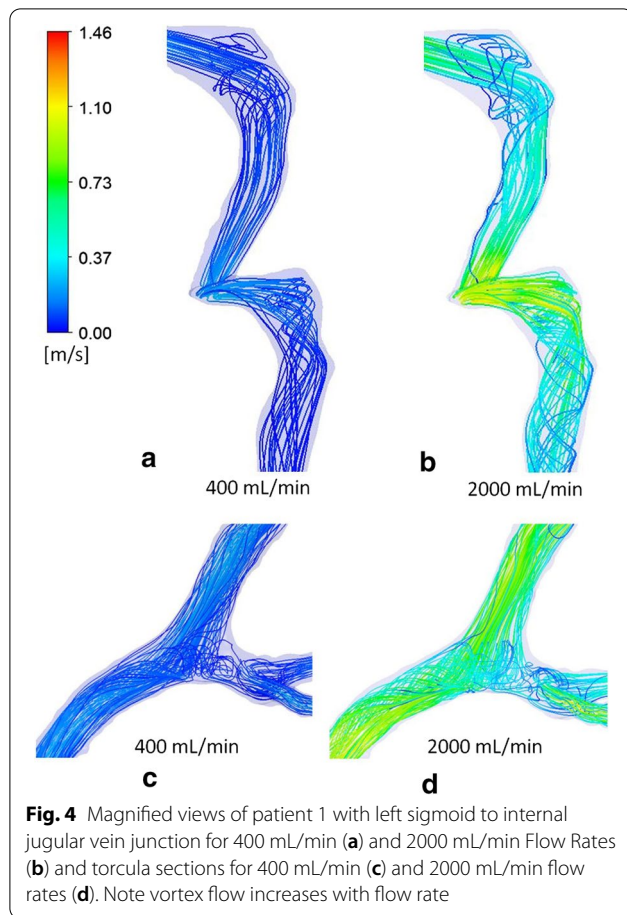 1.46
1.10
0.73
0.37
0.00
[m/s]
a
400 mL/min
b
2000 mL/min
400 mL/min
c
2000 mL/min
d
Fig. 4 Magnified views of patient 1 with left sigmoid to internal
jugular vein junction for 400 mL/min (a) and 2000 mL/min Flow Rates
(b) and torcula sections for 400 mL/min (c) and 2000 mL/min flow
rates (d). Note vortex flow increases with flow rate